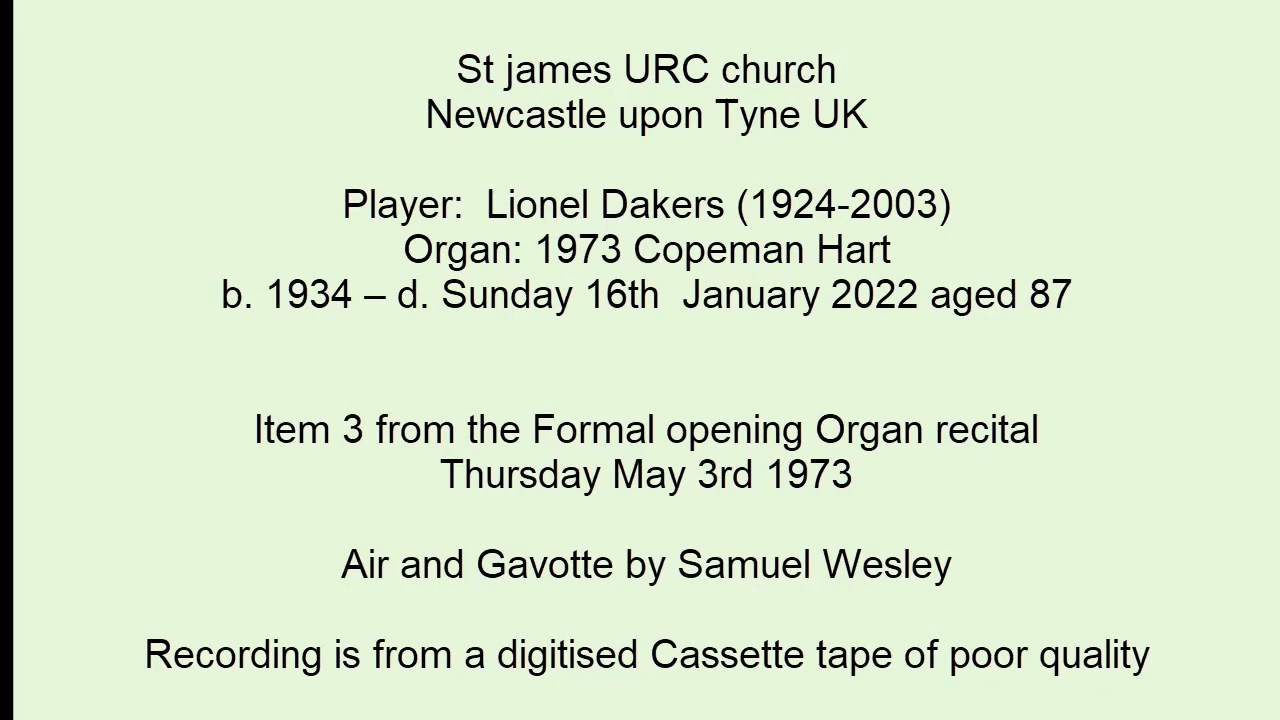 St james URC church
Newcastle upon Tyne UK
Player:  Lionel Dakers (1924-2003)
Organ: 1973 Copeman Hart
b. 1934 – d. Sunday 16th  January 2022 aged 87
Item 3 from the Formal opening Organ recital
Thursday May 3rd 1973
Air and Gavotte by Samuel Wesley
Recording is from a digitised Cassette tape of poor quality